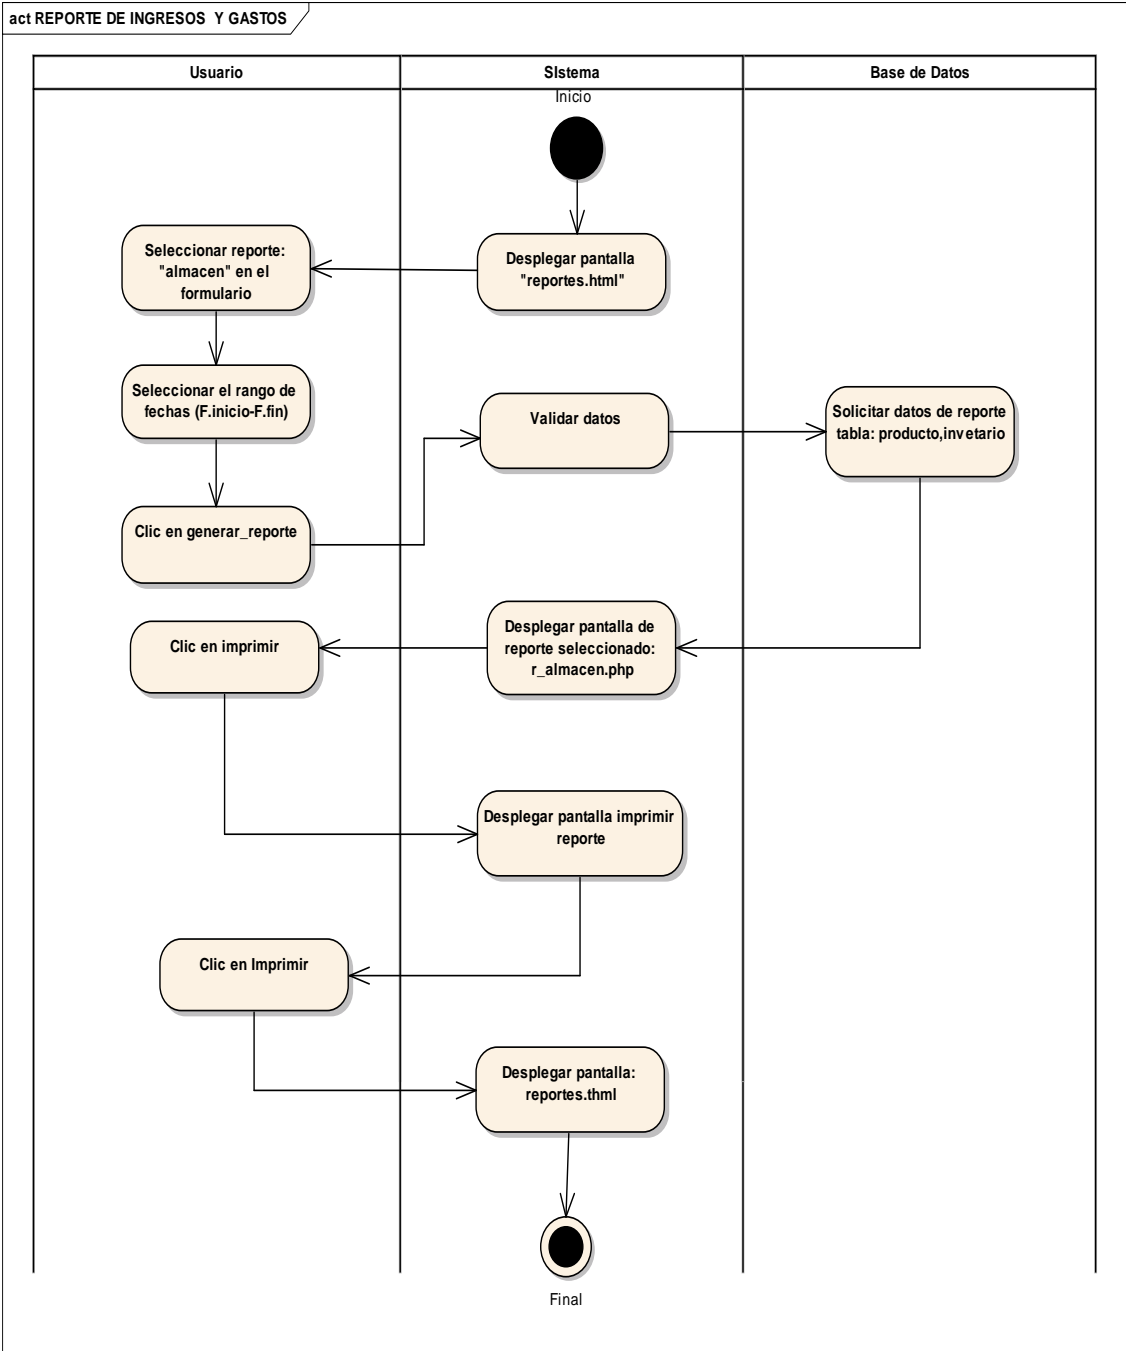 act REPORTE DE INGRESOS  Y GASTOS
Usuario
SIstema
Base de Datos
Inicio
Seleccionar reporte:
"almacen" en el
formulario
Desplegar pantalla
"reportes.html"
Seleccionar el rango de
fechas (F.inicio-F.fin)
Validar datos
Solicitar datos de reporte
tabla: producto,invetario
Clic en generar_reporte
Desplegar pantalla de
reporte seleccionado:
r_almacen.php
Clic en imprimir
Desplegar pantalla imprimir
reporte
Clic en Imprimir
Desplegar pantalla:
reportes.thml
Final